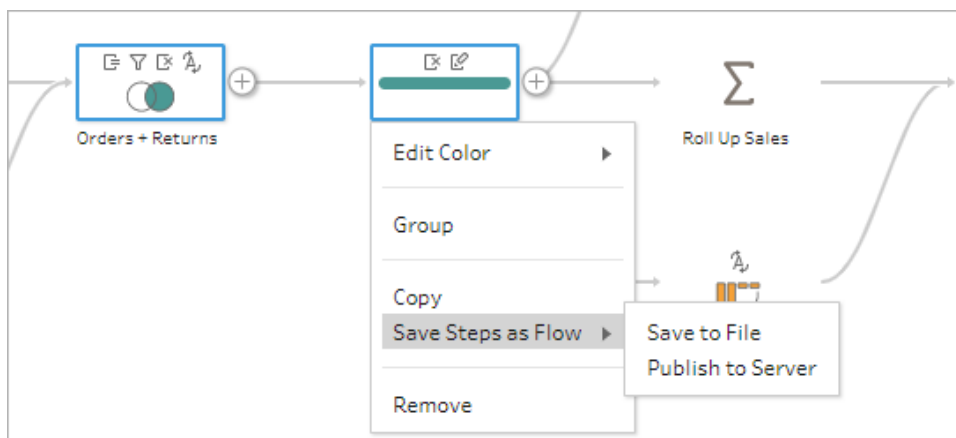 Orders + Returns
Roll Up Sales
Edit Color
Group
Copy
Save Steps as Flow
Save to File
Publish to Server
Remove